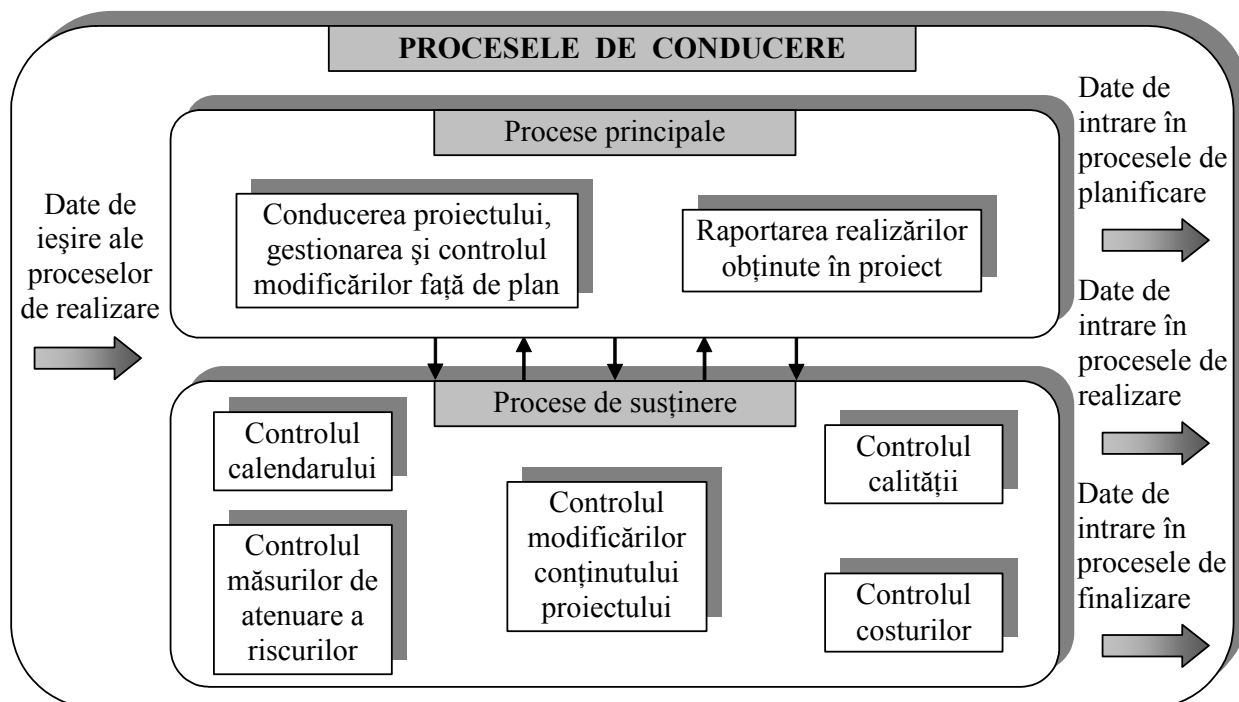 PROCESELE DE CONDUCERE
Date de
ieşire ale
proceselor
de realizare
Procese principale
Conducerea proiectului,
gestionarea şi controlul
modificărilor faţă de plan
Raportarea realizărilor
obţinute în proiect
Procese de susţinere
Controlul
calendarului
Controlul
măsurilor de
atenuare a
riscurilor
Controlul
modificărilor
conţinutului
proiectului
Controlul
calităţii
Controlul
costurilor
Date de
intrare în
procesele de
planificare
Date de
intrare în
procesele de
realizare
Date de
intrare în
procesele de
finalizare